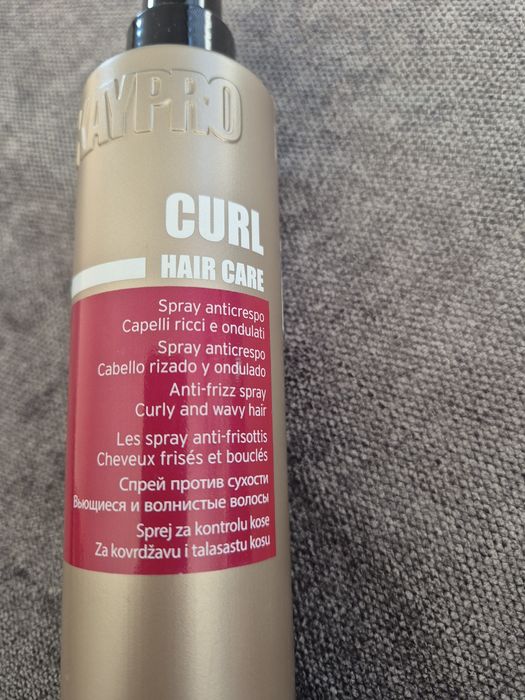 KAYPRO
CURL
HAIR CARE
Spray anticrespo
Capelli ricci e ondulati
Spray anticrespo
Cabello rizado y ondulado
Anti-frizz spray
Curly and wavy hair
Les spray anti-frisottis
Cheveux frisés et bouclés
Спрей против сухости
Вьющиеся и волнистые волосы
Sprej za kontrolu kose
Za kovrdžavu i talasastu kosu